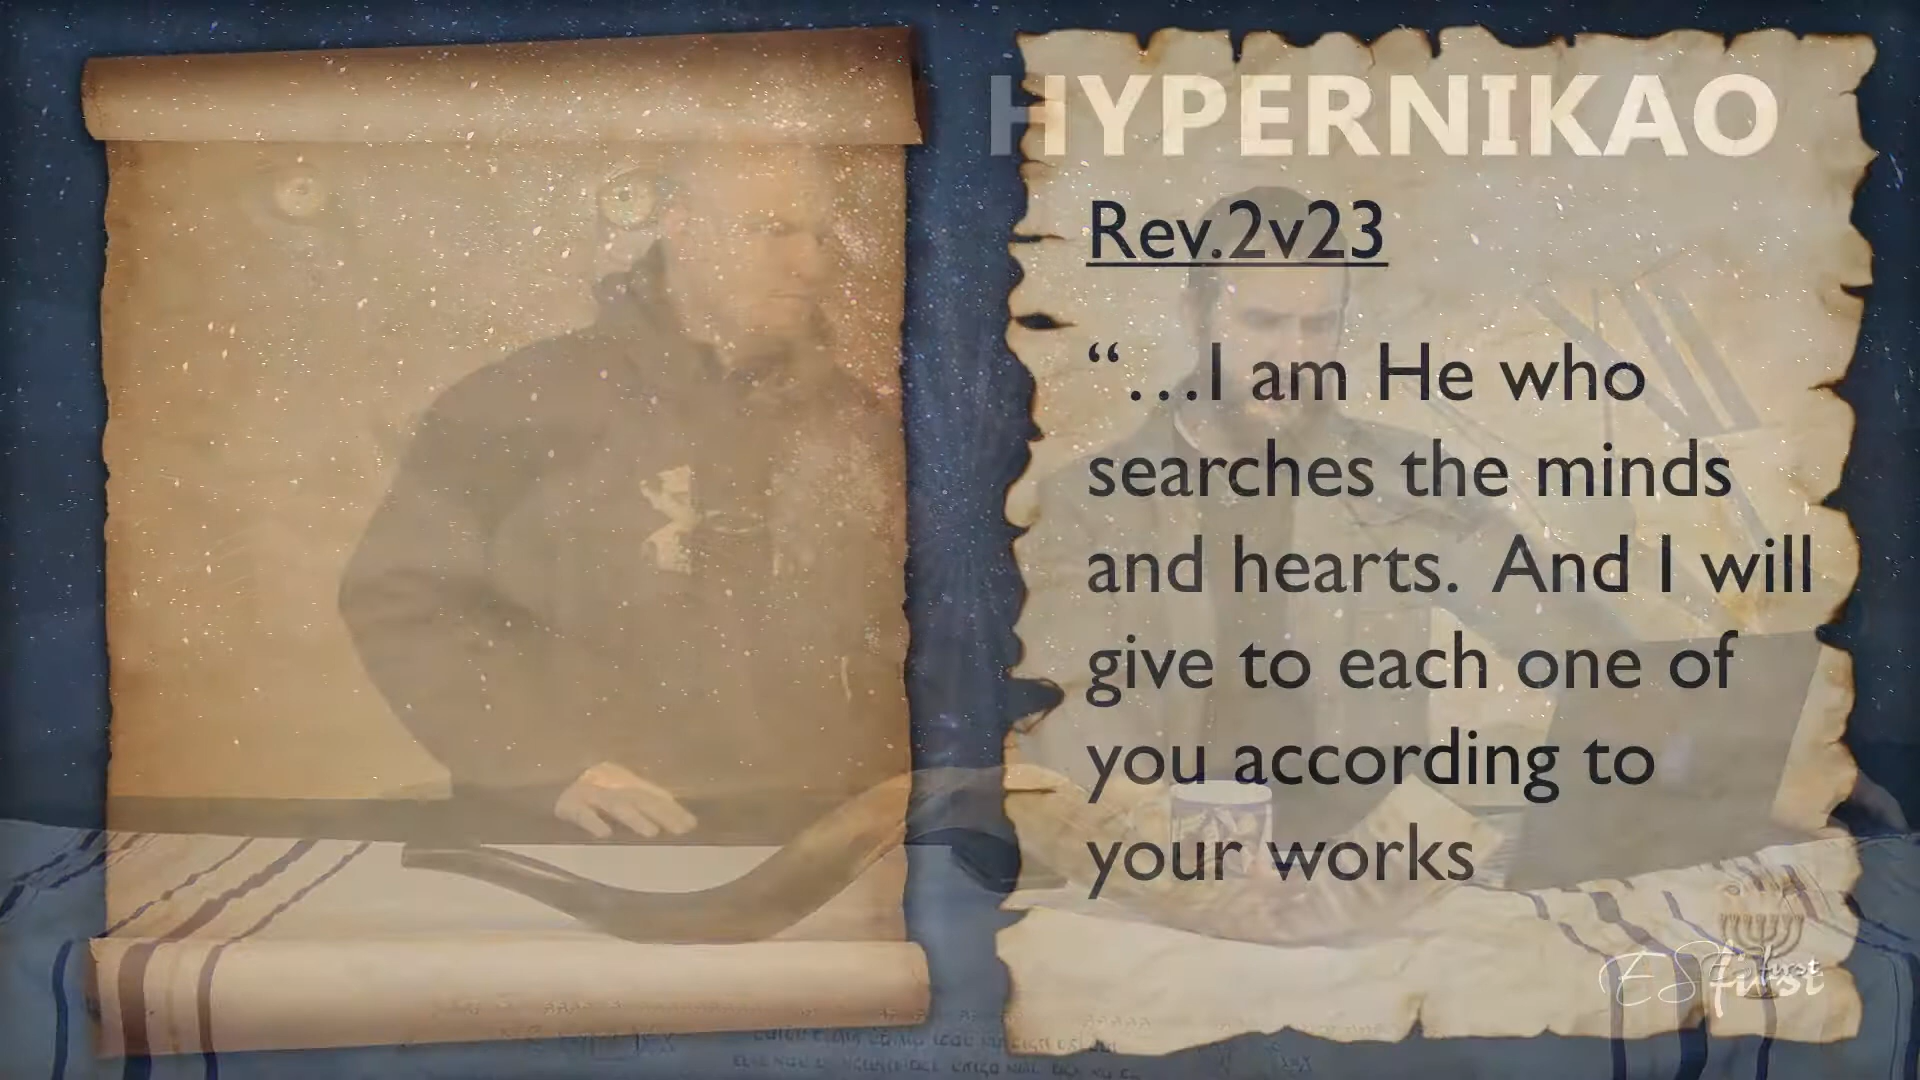 HYPERNIKAO
Rev.2v23
“…I am He who
searches the minds
and hearts. And I will
give to each one of
you according to
your works
first